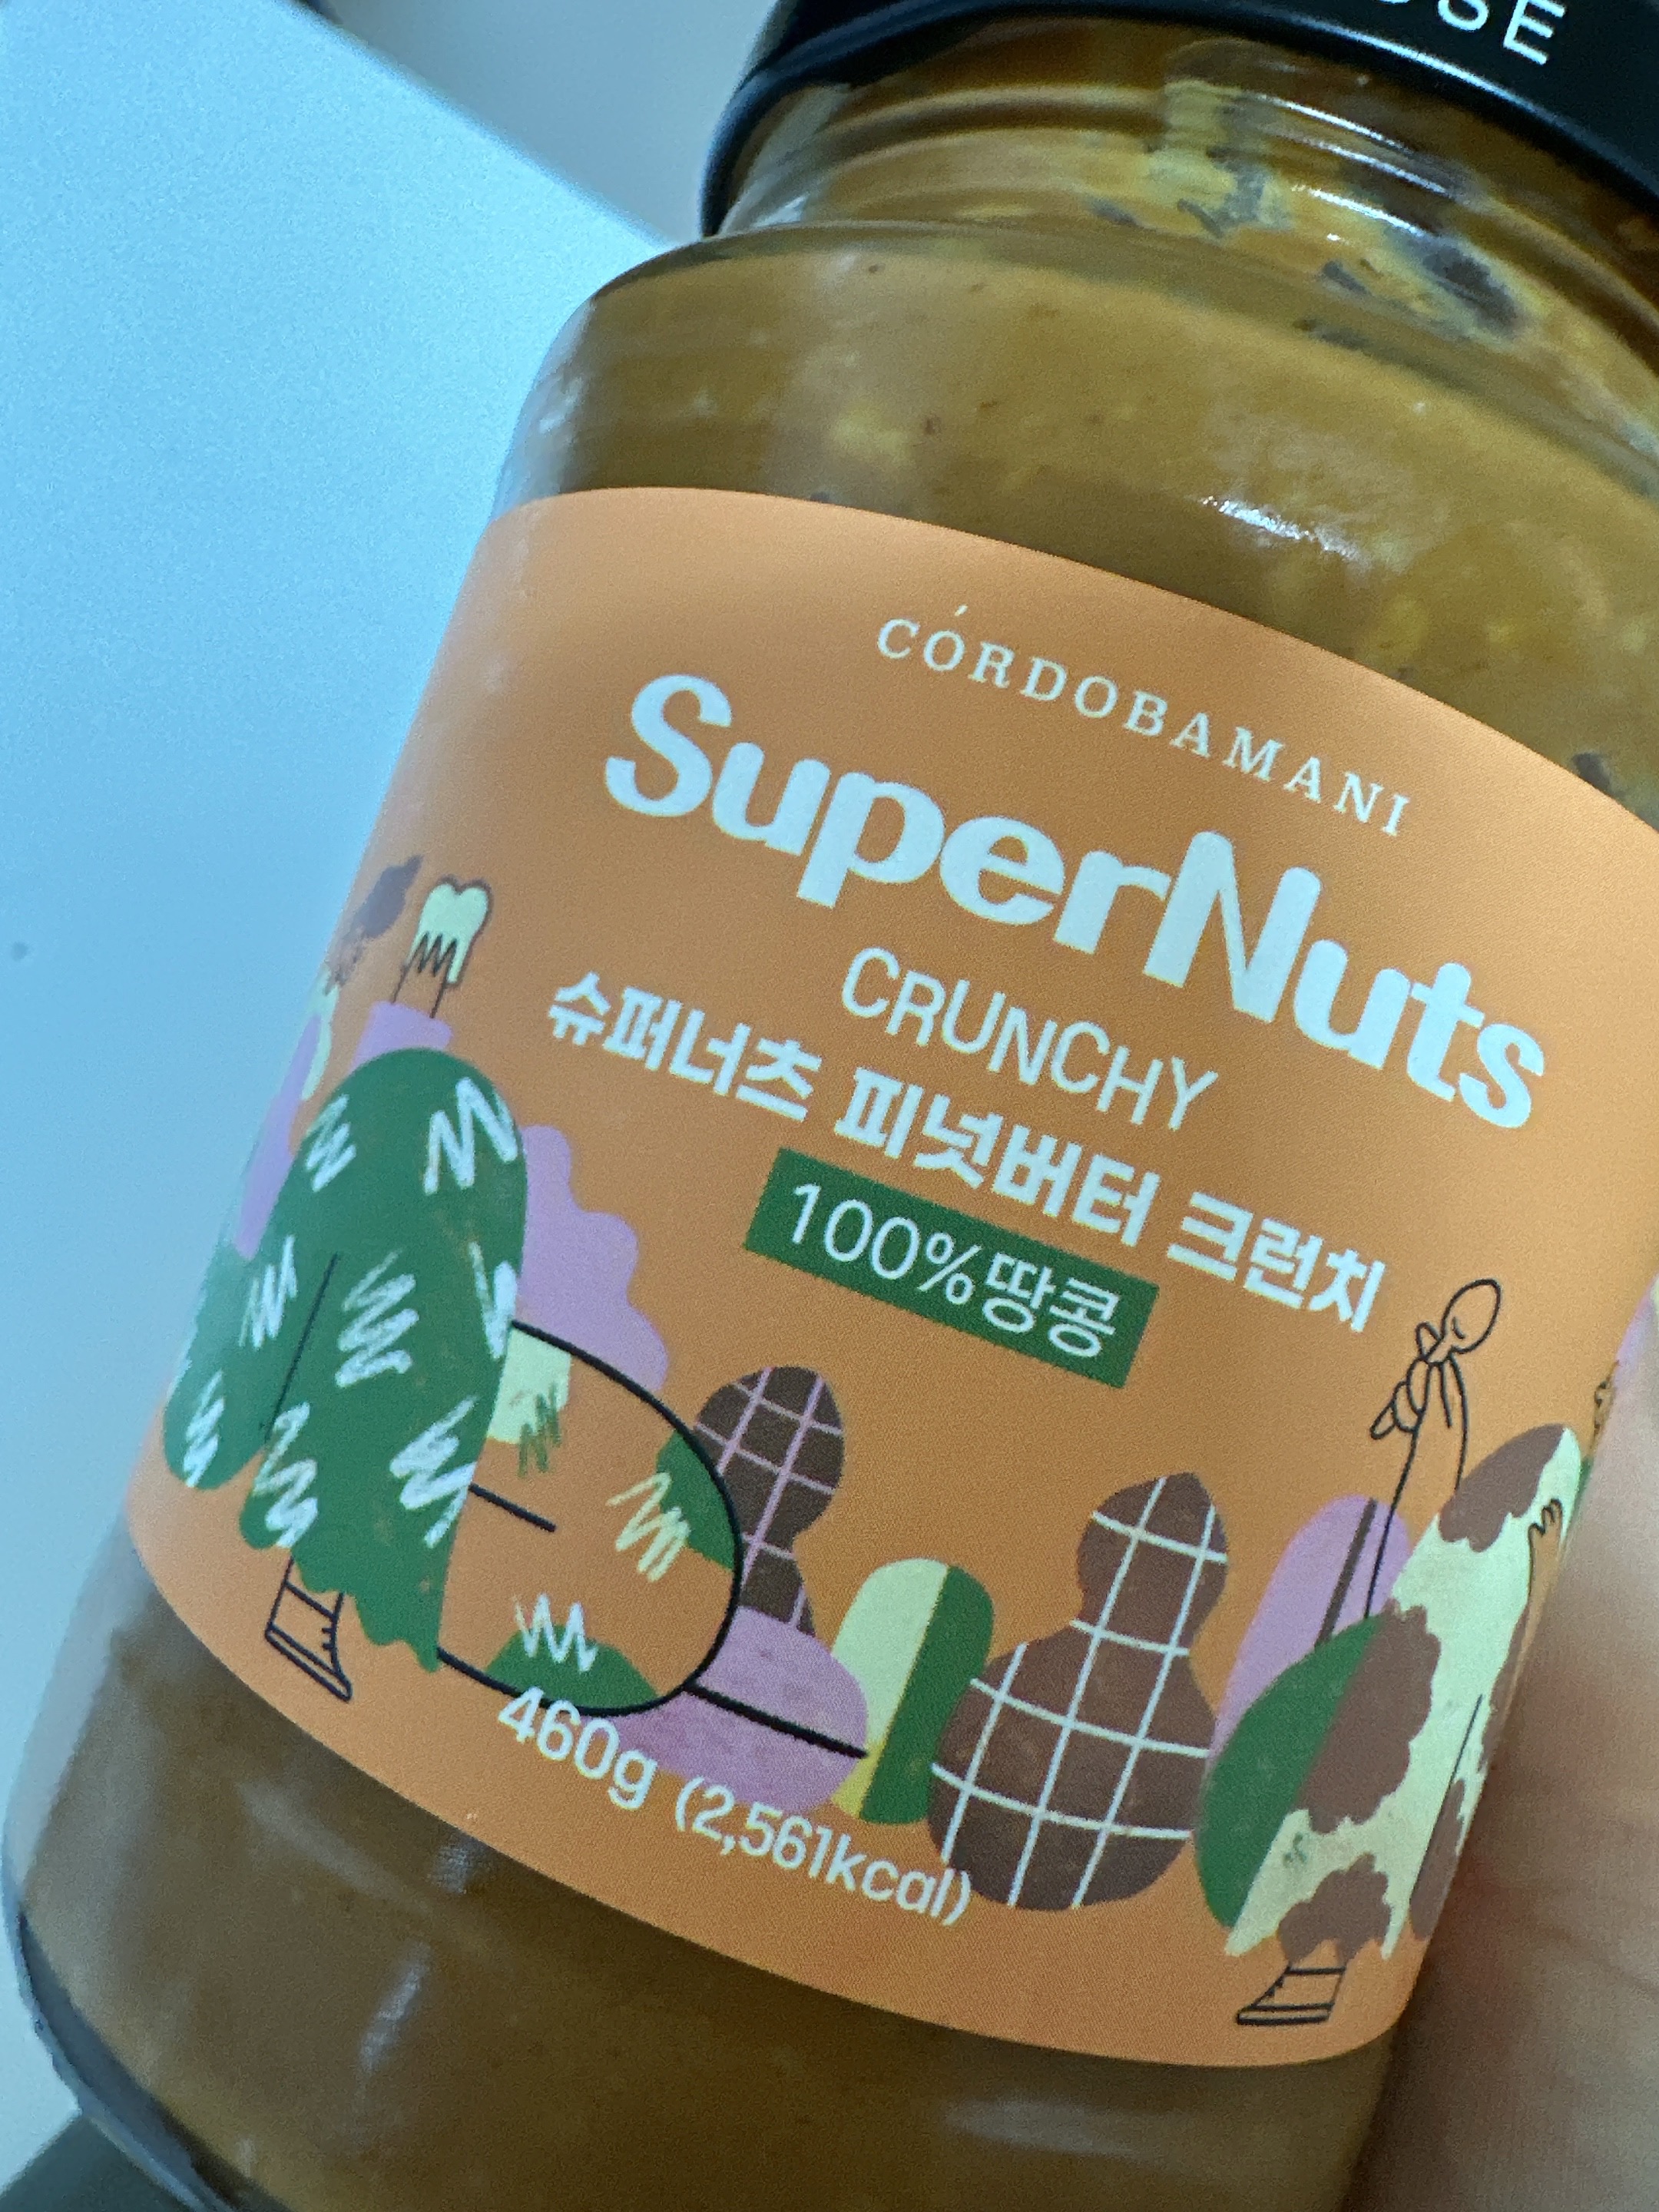 CÓRDOBAMANI
SuperNuts
CRUNCHY
슈퍼너츠 피넛버터 크런치
100%땅콩
460g (2,561kcal)